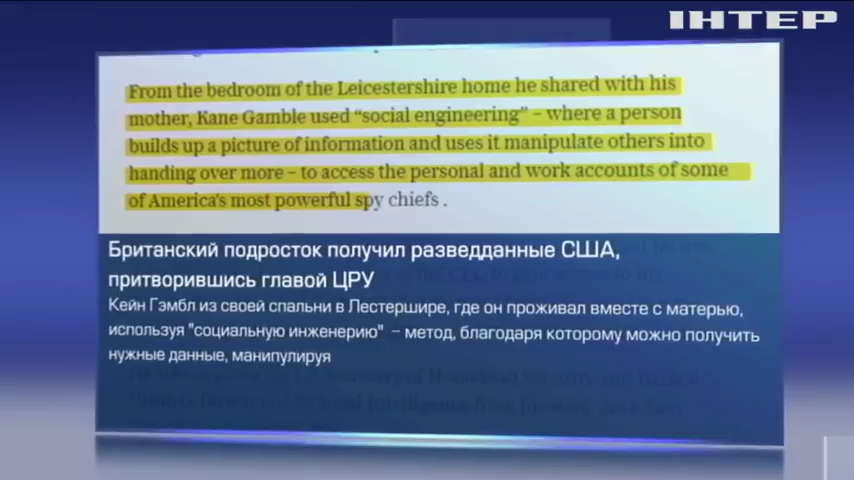 ІНТЕР
From the bedroom of the Leicestershire home he shared with his
mother, Kane Gamble used “social engineering” – where a person
builds up a picture of information and uses it manipulate others into
handing over more – to access the personal and work accounts of some
of America's most powerful spy chiefs .
Британский подросток получил разведданные США,
притворившись главой ЦРУ
Кейн Гэмбл из своей спальни в Лестершире, где он проживал вместе с матерью,
используя "социальную инженерию" – метод, благодаря которому можно получить
нужные данные, манипулируя